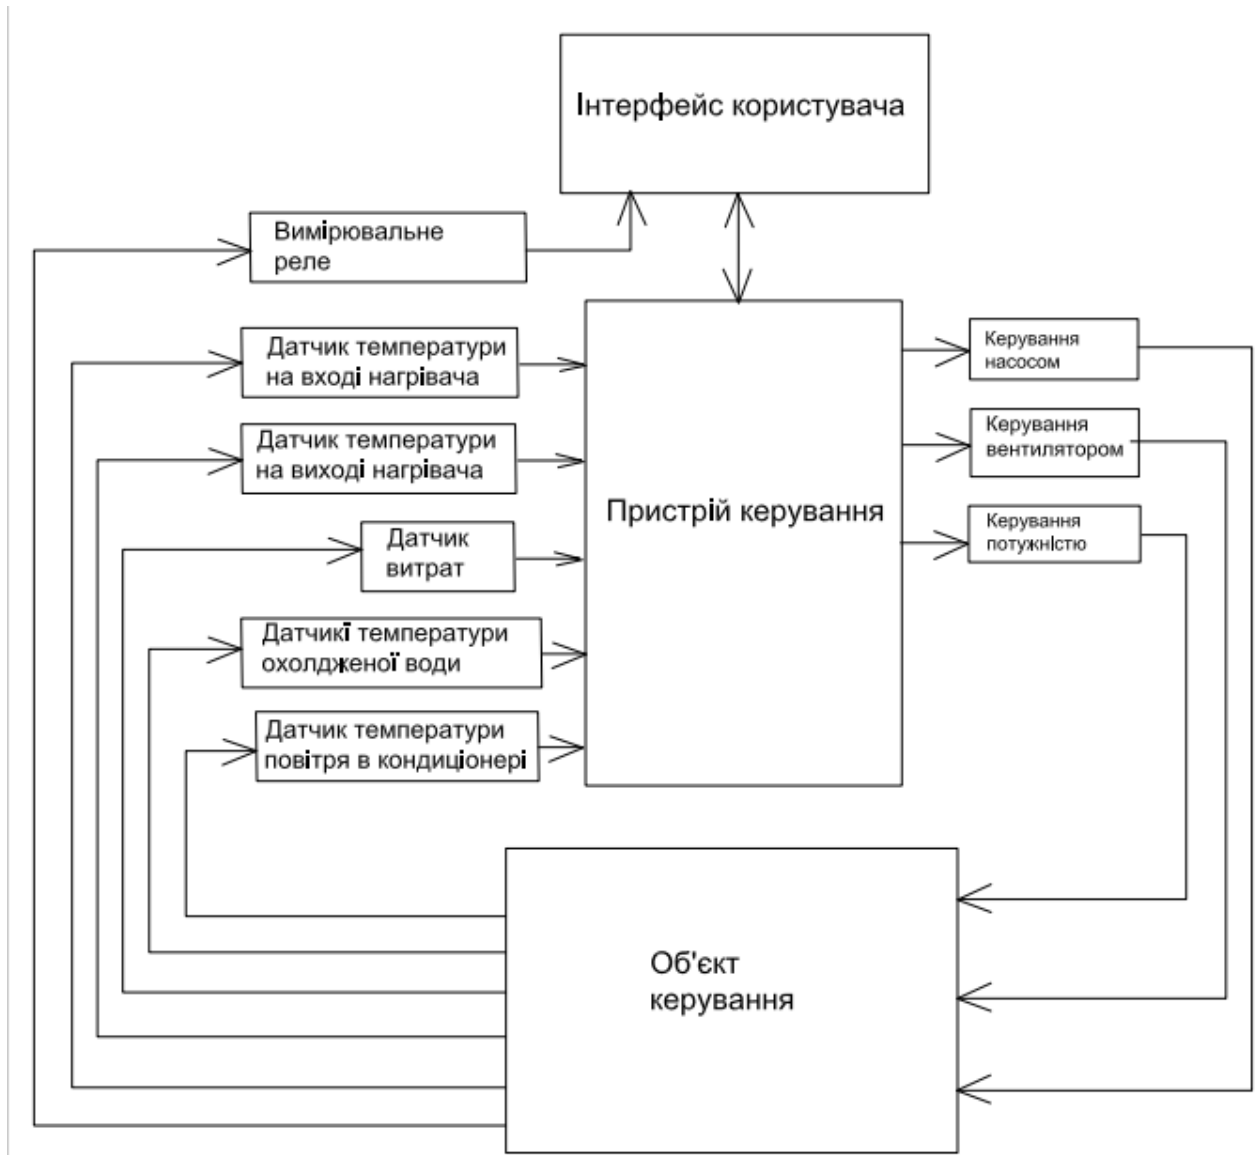 Інтерфейс користувача
Вимірювальне
реле
Датчик температури
на вході нагрівача
Керування
насосом
Датчик температури
на виході нагрівача
Керування
вентилятором
Пристрій керування
Датчик
витрат
Керування
потужністю
Датчикї температури
охолдженої води
Датчик температури
повітря в кондиціонері
Об'єкт
керування